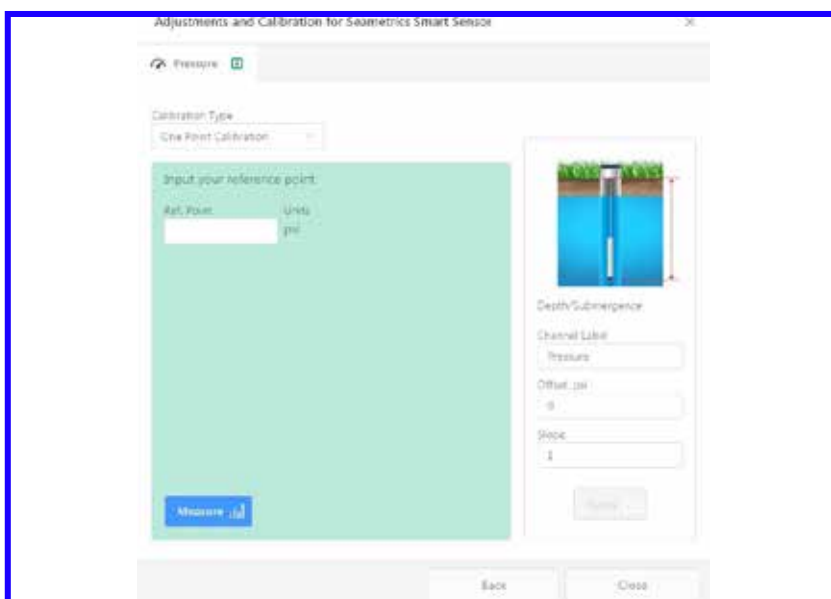 Adjustments and Calibration for Seametrics Smart Sensor
Pressure
Calibration Type
One Point Calibration
Input your reference point
Ref. Point
Units
psi
Measure
Depth/Submergence
Channel Label
Pressure
Offset, psi
0
Slope
1
Back
Close